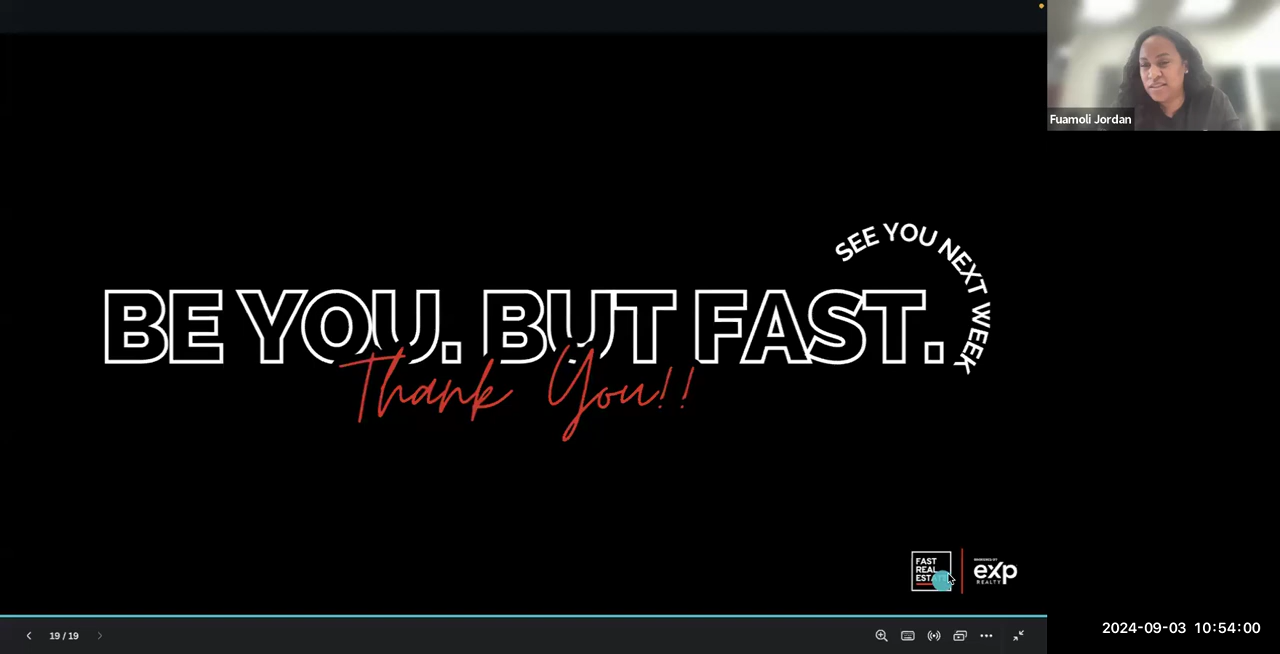 Fuamoli Jordan
SEE YOU NEXT WEEK
BE YOU. BUT FAST.
Thank You!!
FAST
REAL
ESTATE
exp
REALTY
19 / 19
2024-09-03 10:54:00